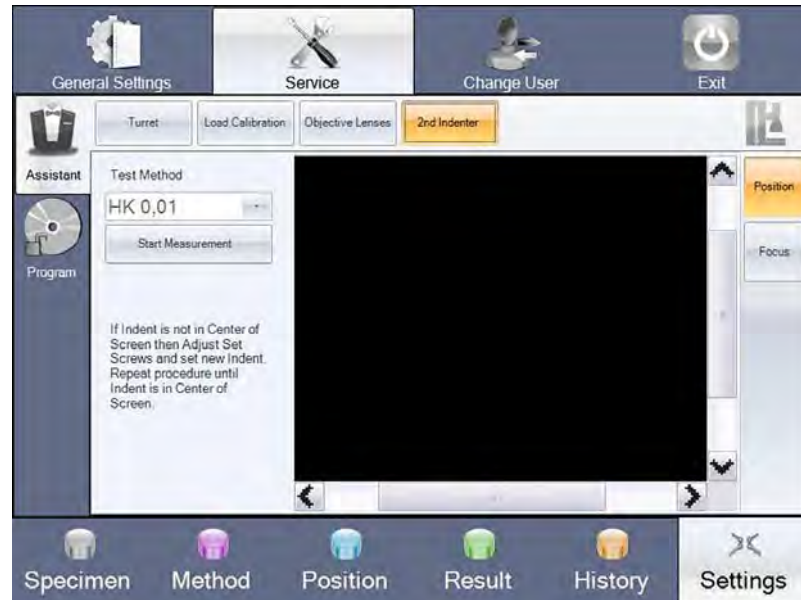 General Settings
Service
Change User
Exit
Turret
Load Calibration
Objective Lenses
2nd Indenter
Assistant
Program
Test Method
HK 0,01
Start Measurement
If Indent is not in Center of
Screen then Adjust Set
Screws and set new Indent.
Repeat procedure until
Indent is in Center of
Screen.
Position
Focus
Specimen
Method
Position
Result
History
Settings